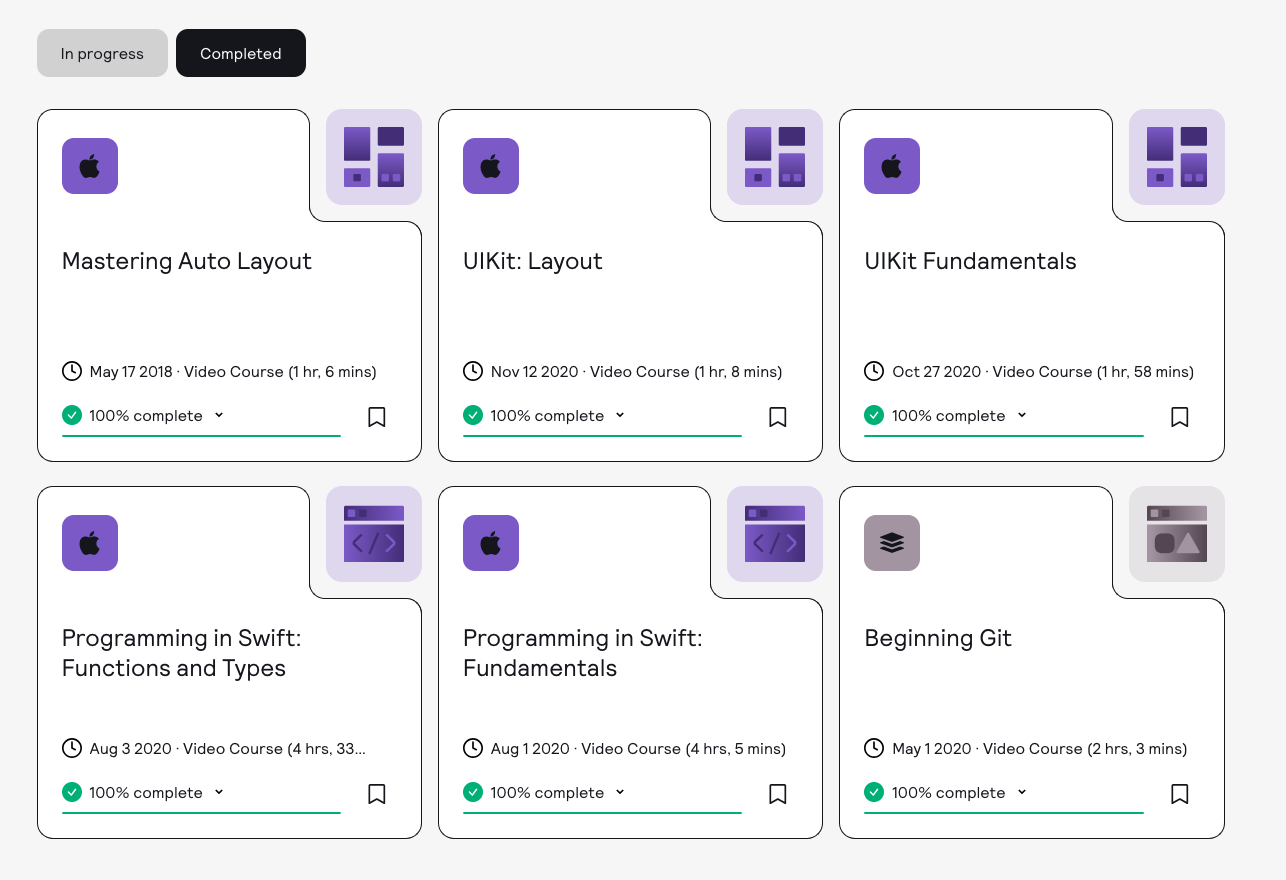 In progress
Completed
Mastering Auto Layout
May 17 2018 · Video Course (1 hr, 6 mins)
100% complete
UIKit: Layout
Nov 12 2020 · Video Course (1 hr, 8 mins)
100% complete
UIKit Fundamentals
Oct 27 2020 · Video Course (1 hr, 58 mins)
100% complete
Programming in Swift:
Functions and Types
Aug 3 2020 · Video Course (4 hrs, 33...
100% complete
Programming in Swift:
Fundamentals
Aug 1 2020 · Video Course (4 hrs, 5 mins)
100% complete
Beginning Git
May 1 2020 · Video Course (2 hrs, 3 mins)
100% complete